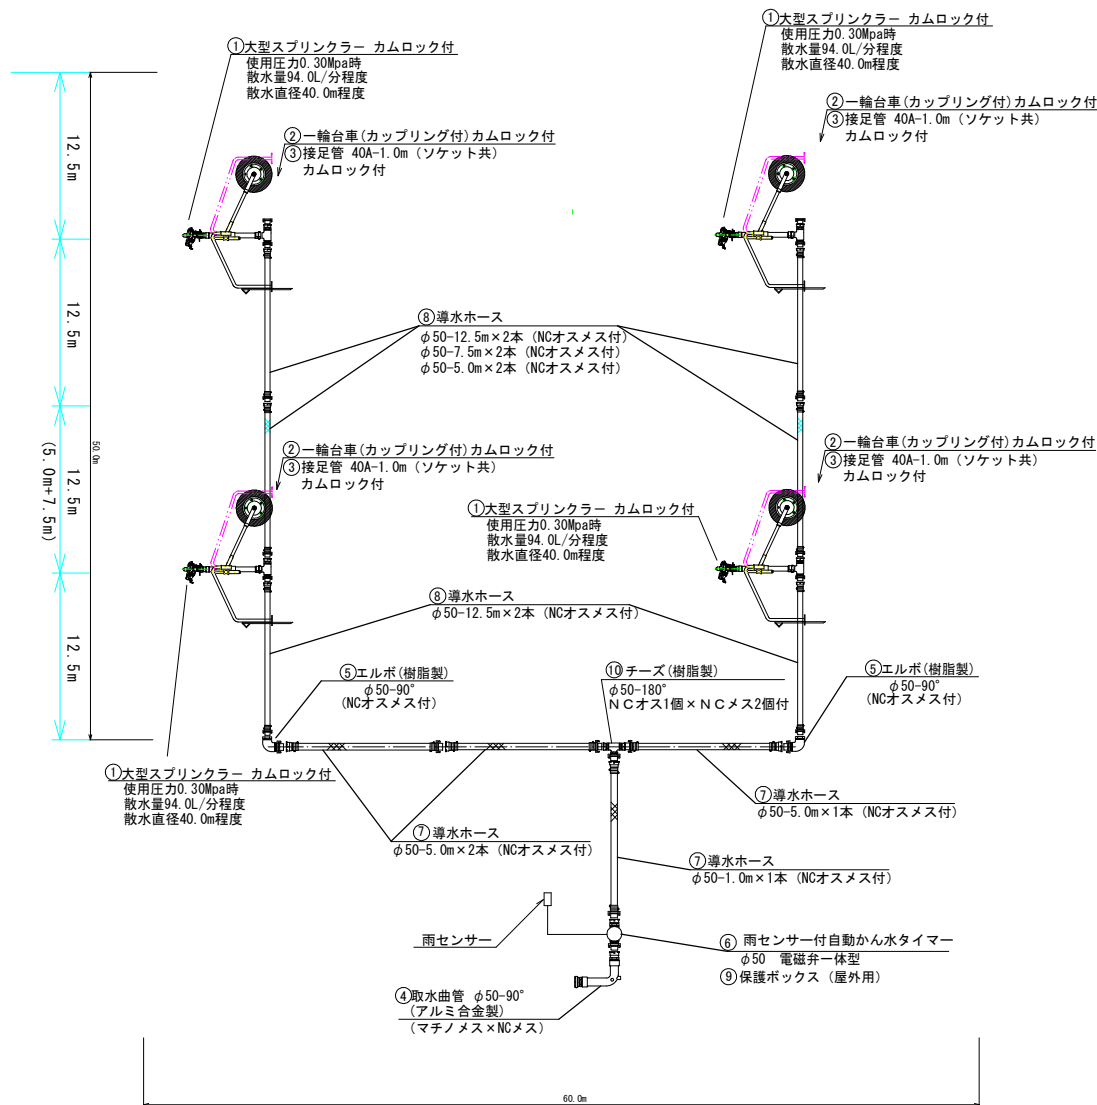 ①大型スプリンクラー カムロック付
使用圧力0.30Mpa時
散水量94.0L/分程度
散水直径40.0m程度
②一輪台車(カップリング付)カムロック付
③接足管 40A-1.0m (ソケット共)
カムロック付
①大型スプリンクラー カムロック付
使用圧力0.30Mpa時
散水量94.0L/分程度
散水直径40.0m程度
②一輪台車(カップリング付)カムロック付
③接足管 40A-1.0m (ソケット共)
カムロック付
12.5m
12.5m
12.5m
(5.0m+7.5m)
12.5m
50.0m
⑧導水ホース
φ50-12.5m×2本 (NCオスメス付)
φ50-7.5m×2本 (NCオスメス付)
φ50-5.0m×2本 (NCオスメス付)
②一輪台車(カップリング付)カムロック付
③接足管 40A-1.0m (ソケット共)
カムロック付
②一輪台車(カップリング付)カムロック付
③接足管 40A-1.0m (ソケット共)
カムロック付
①大型スプリンクラー カムロック付
使用圧力0.30Mpa時
散水量94.0L/分程度
散水直径40.0m程度
⑧導水ホース
φ50-12.5m×2本 (NCオスメス付)
⑤エルボ(樹脂製)
φ50-90°
(NCオスメス付)
⑩チーズ(樹脂製)
φ50-180°
NCオス1個×NCメス2個付
⑤エルボ(樹脂製)
φ50-90°
(NCオスメス付)
①大型スプリンクラー カムロック付
使用圧力0.30Mpa時
散水量94.0L/分程度
散水直径40.0m程度
⑦導水ホース
φ50-5.0m×2本 (NCオスメス付)
⑦導水ホース
φ50-5.0m×1本 (NCオスメス付)
⑦導水ホース
φ50-1.0m×1本 (NCオスメス付)
雨センサー
⑥ 雨センサー付自動かん水タイマー
φ50 電磁弁一体型
⑨保護ボックス (屋外用)
④取水曲管 φ50-90°
(アルミ合金製)
(マチノメス×NCメス)
60.0m